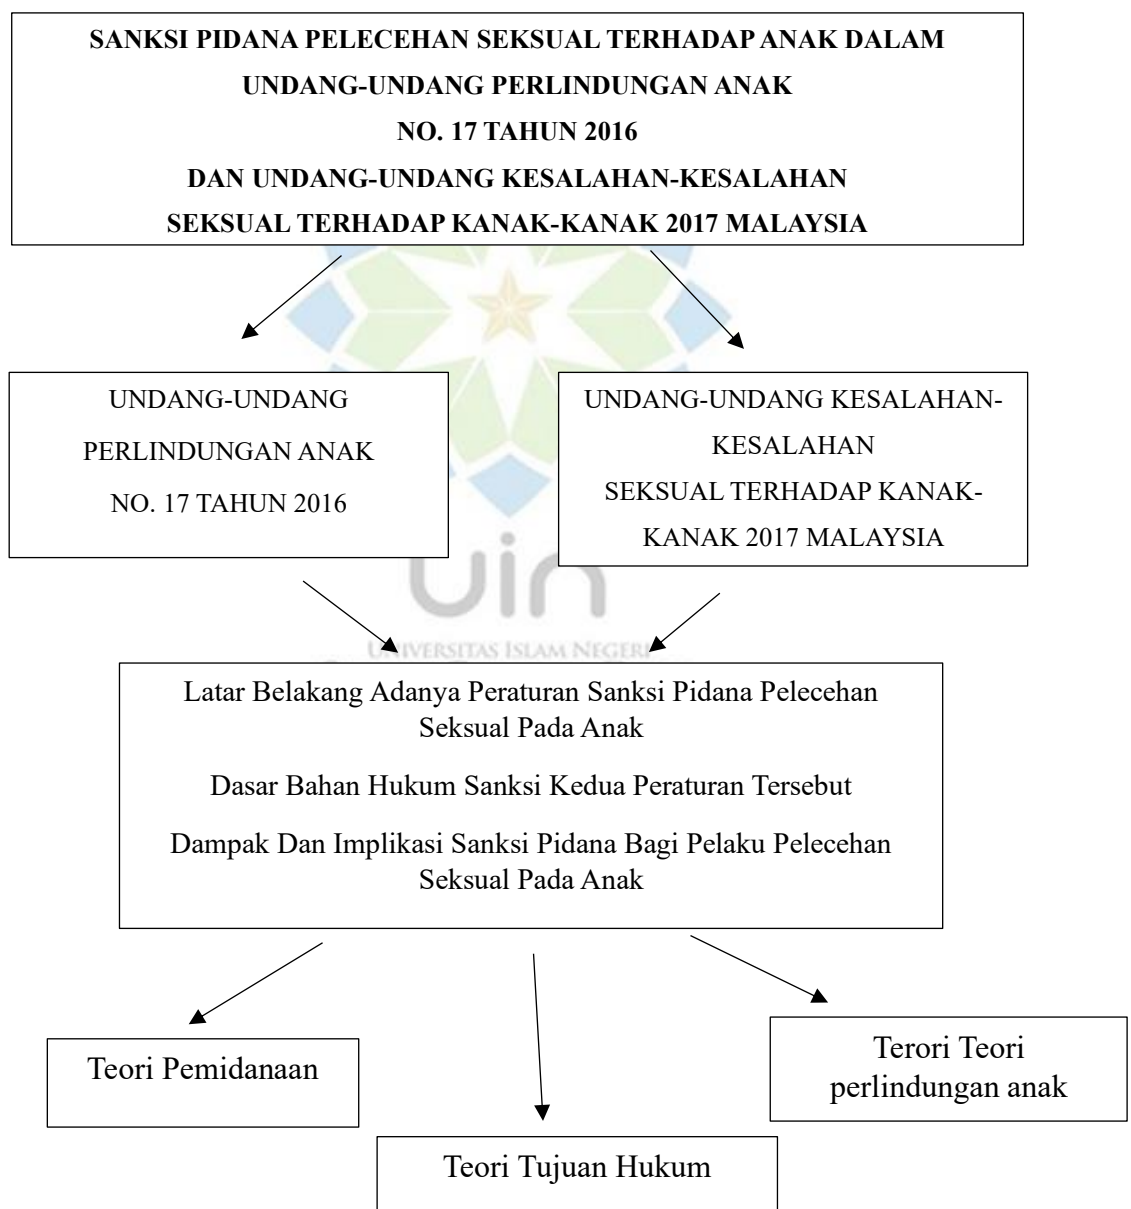 SANKSI PIDANA PELECEHAN SEKSUAL TERHADAP ANAK DALAM
UNDANG-UNDANG PERLINDUNGAN ANAK
NO. 17 TAHUN 2016
DAN UNDANG-UNDANG KESALAHAN-KESALAHAN
SEKSUAL TERHADAP KANAK-KANAK 2017 MALAYSIA
UNDANG-UNDANG
PERLINDUNGAN ANAK
NO. 17 TAHUN 2016
UNDANG-UNDANG KESALAHAN-
KESALAHAN
SEKSUAL TERHADAP KANAK-
KANAK 2017 MALAYSIA
uin
UNIVERSITAS ISLAM NEGERI
Latar Belakang Adanya Peraturan Sanksi Pidana Pelecehan
Seksual Pada Anak
Dasar Bahan Hukum Sanksi Kedua Peraturan Tersebut
Dampak Dan Implikasi Sanksi Pidana Bagi Pelaku Pelecehan
Seksual Pada Anak
Teori Pemidanaan
Terori Teori
perlindungan anak
Teori Tujuan Hukum